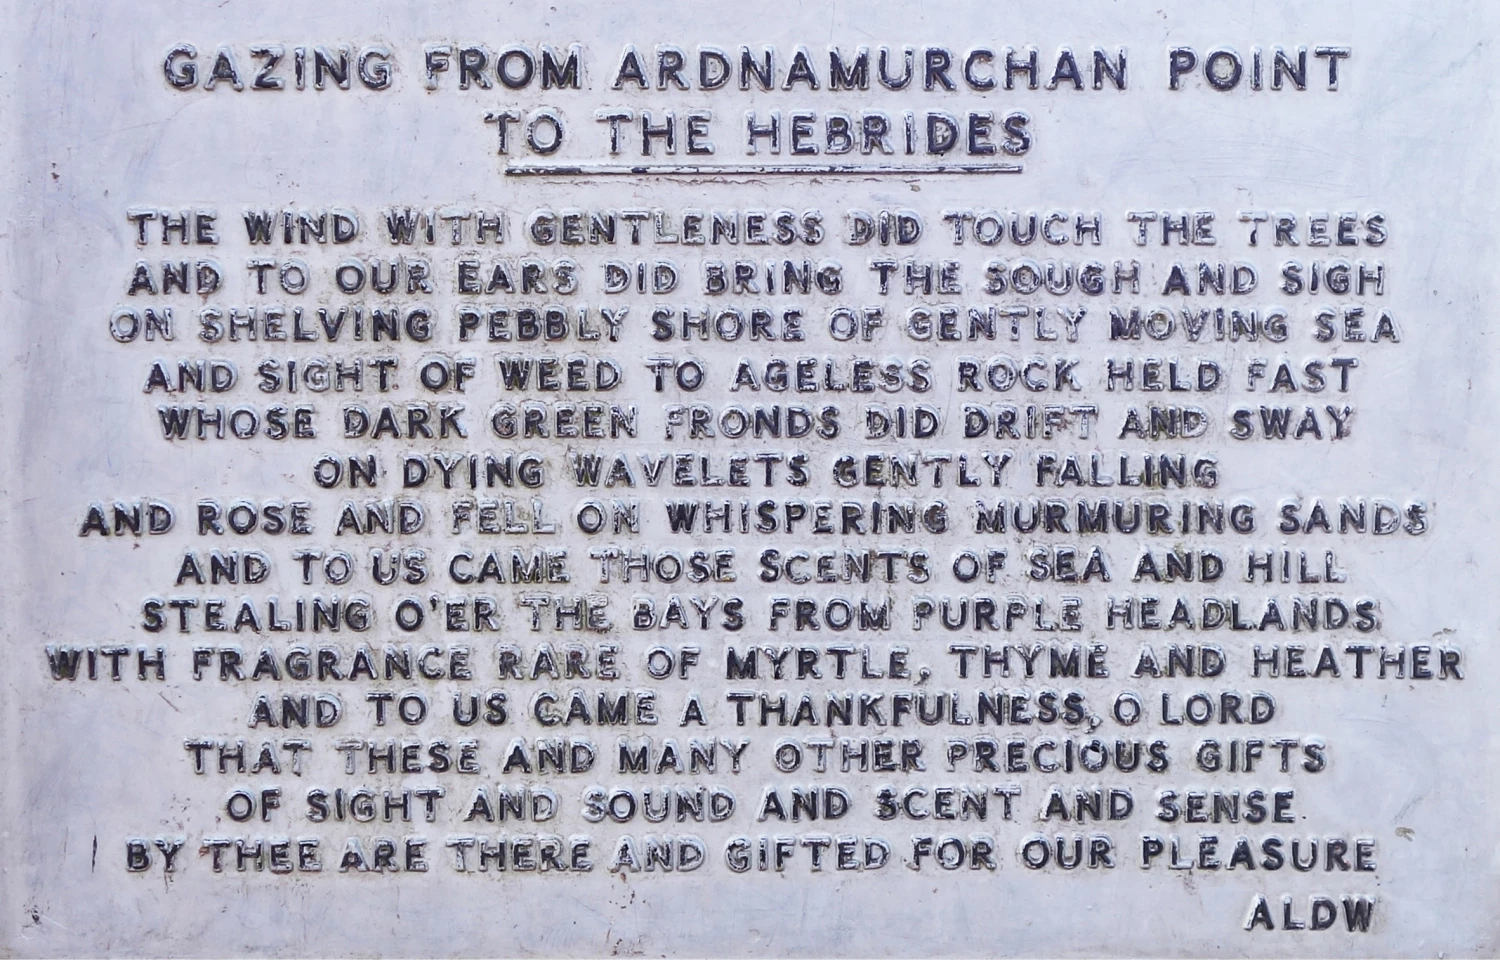 GAZING FROM ARDNAMURCHAN POINT
TO THE HEBRIDES
THE WIND WITH GENTLENESS DID TOUCH THE TREES
AND TO OUR EARS DID BRING THE SOUGH AND SIGH
ON SHELVING PEBBLY SHORE OF GENTLY MOVING SEA
AND SIGHT OF WEED TO AGELESS ROCK HELD FAST
WHOSE DARK GREEN FRONDS DID DRIFT AND SWAY
ON DYING WAVELETS GENTLY FALLING
AND ROSE AND FELL ON WHISPERING MURMURING SANDS
AND TO US CAME THOSE SCENTS OF SEA AND HILL
STEALING O'ER THE BAYS FROM PURPLE HEADLANDS
WITH FRAGRANCE RARE OF MYRTLE, THYME AND HEATHER
AND TO US CAME A THANKFULNESS, O LORD
THAT THESE AND MANY OTHER PRECIOUS GIFTS
OF SIGHT AND SOUND AND SCENT AND SENSE
BY THEE ARE THERE AND GIFTED FOR OUR PLEASURE
ALDW